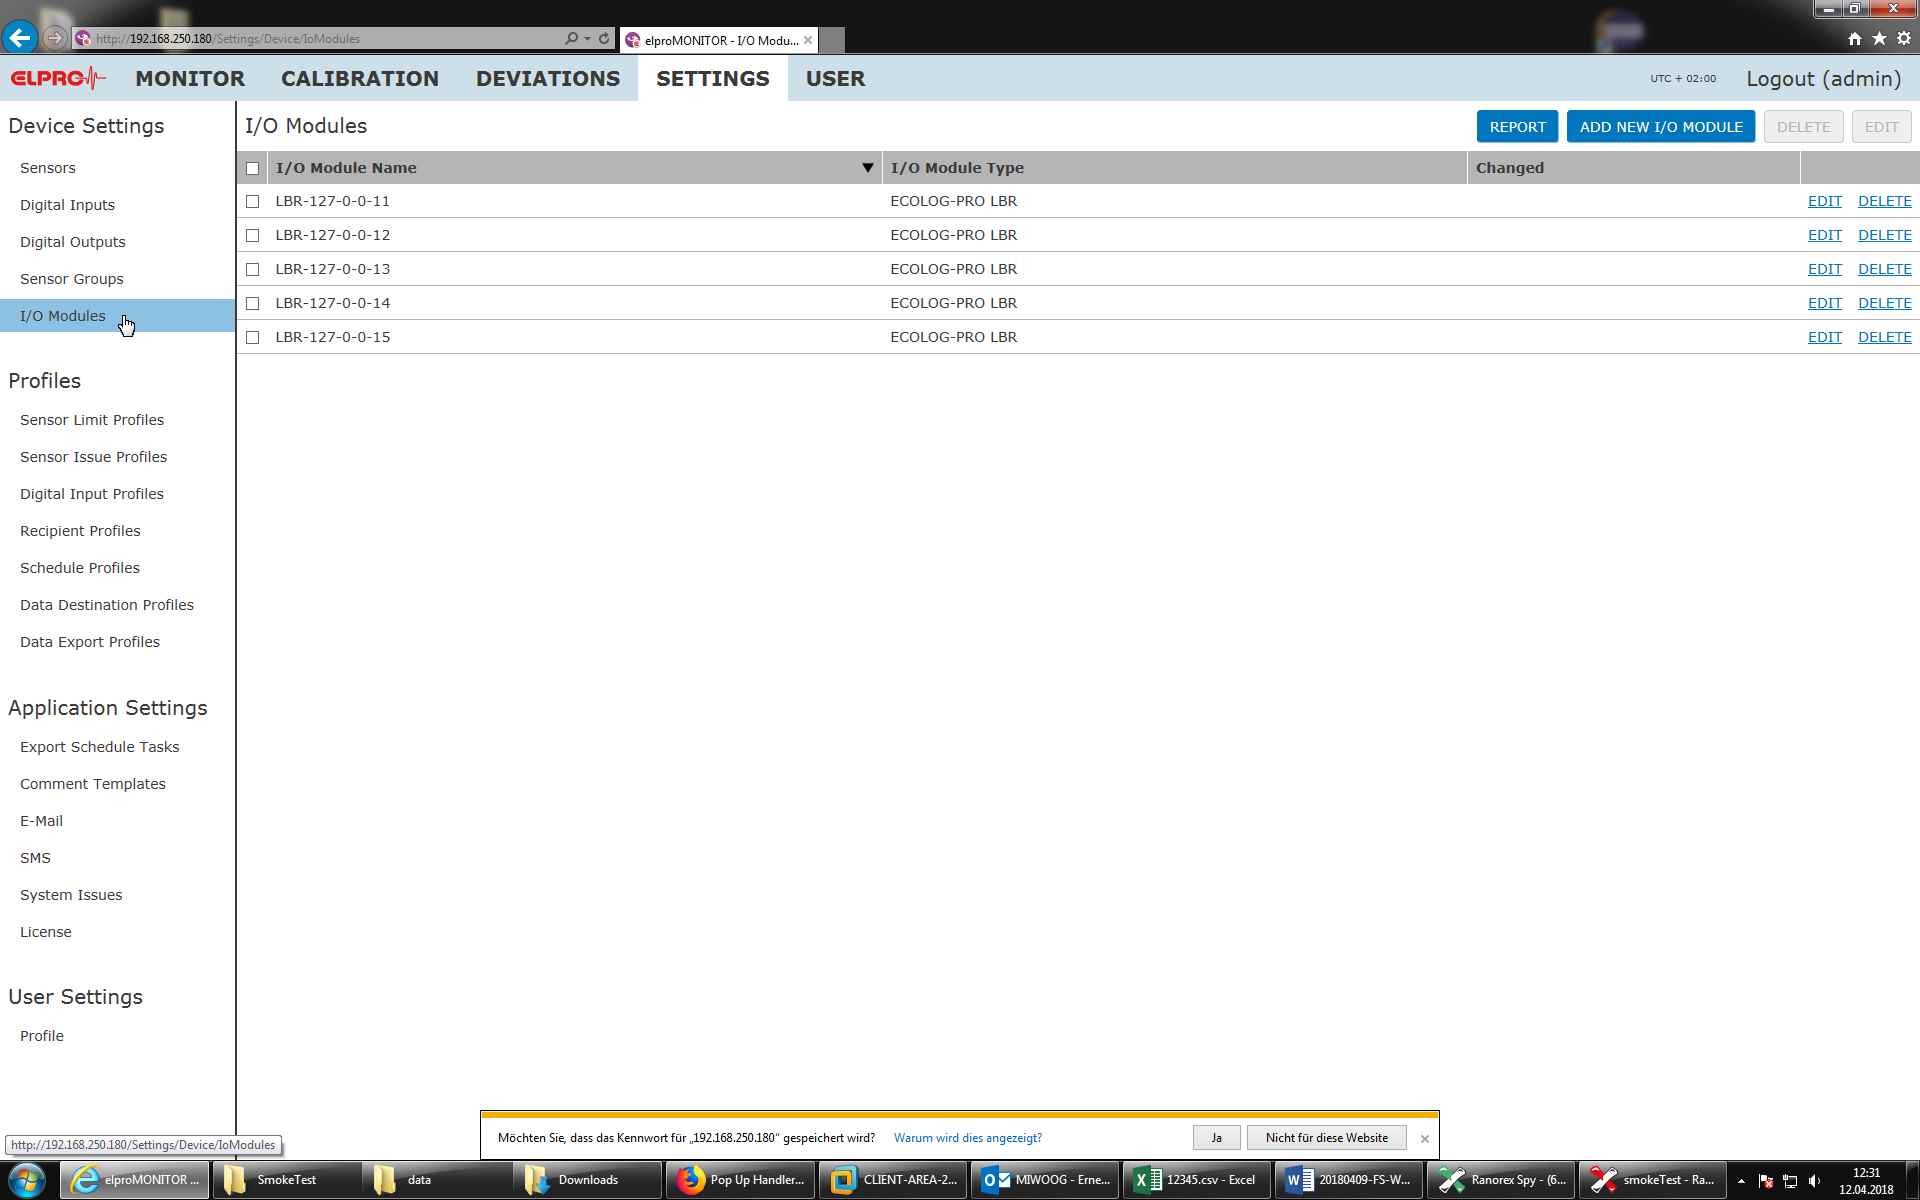 http://192.168.250.180/Settings/Device/IoModules
elproMONITOR - I/O Modu...
ELPRO
MONITOR
CALIBRATION
DEVIATIONS
SETTINGS
USER
UTC + 02:00
Logout (admin)
Device Settings
Sensors
Digital Inputs
Digital Outputs
Sensor Groups
I/O Modules
Profiles
Sensor Limit Profiles
Sensor Issue Profiles
Digital Input Profiles
Recipient Profiles
Schedule Profiles
Data Destination Profiles
Data Export Profiles
Application Settings
Export Schedule Tasks
Comment Templates
E-Mail
SMS
System Issues
License
User Settings
Profile
I/O Modules
REPORT
ADD NEW I/O MODULE
DELETE
EDIT
I/O Module Name I/O Module Type Changed
LBR-127-0-0-11 ECOLOG-PRO LBR EDIT DELETE
LBR-127-0-0-12 ECOLOG-PRO LBR EDIT DELETE
LBR-127-0-0-13 ECOLOG-PRO LBR EDIT DELETE
LBR-127-0-0-14 ECOLOG-PRO LBR EDIT DELETE
LBR-127-0-0-15 ECOLOG-PRO LBR EDIT DELETE
Möchten Sie, dass das Kennwort für „192.168.250.180“ gespeichert wird? Warum wird dies angezeigt? Ja Nicht für diese Website
http://192.168.250.180/Settings/Device/IoModules
elproMONITOR ...
SmokeTest
data
Downloads
Pop Up Handler...
CLIENT-AREA-2...
MIWOOG - Erne...
12345.csv - Excel
20180409-FS-W...
Ranorex Spy - (6...
smokeTest - Ra...
12:31
12.04.2018